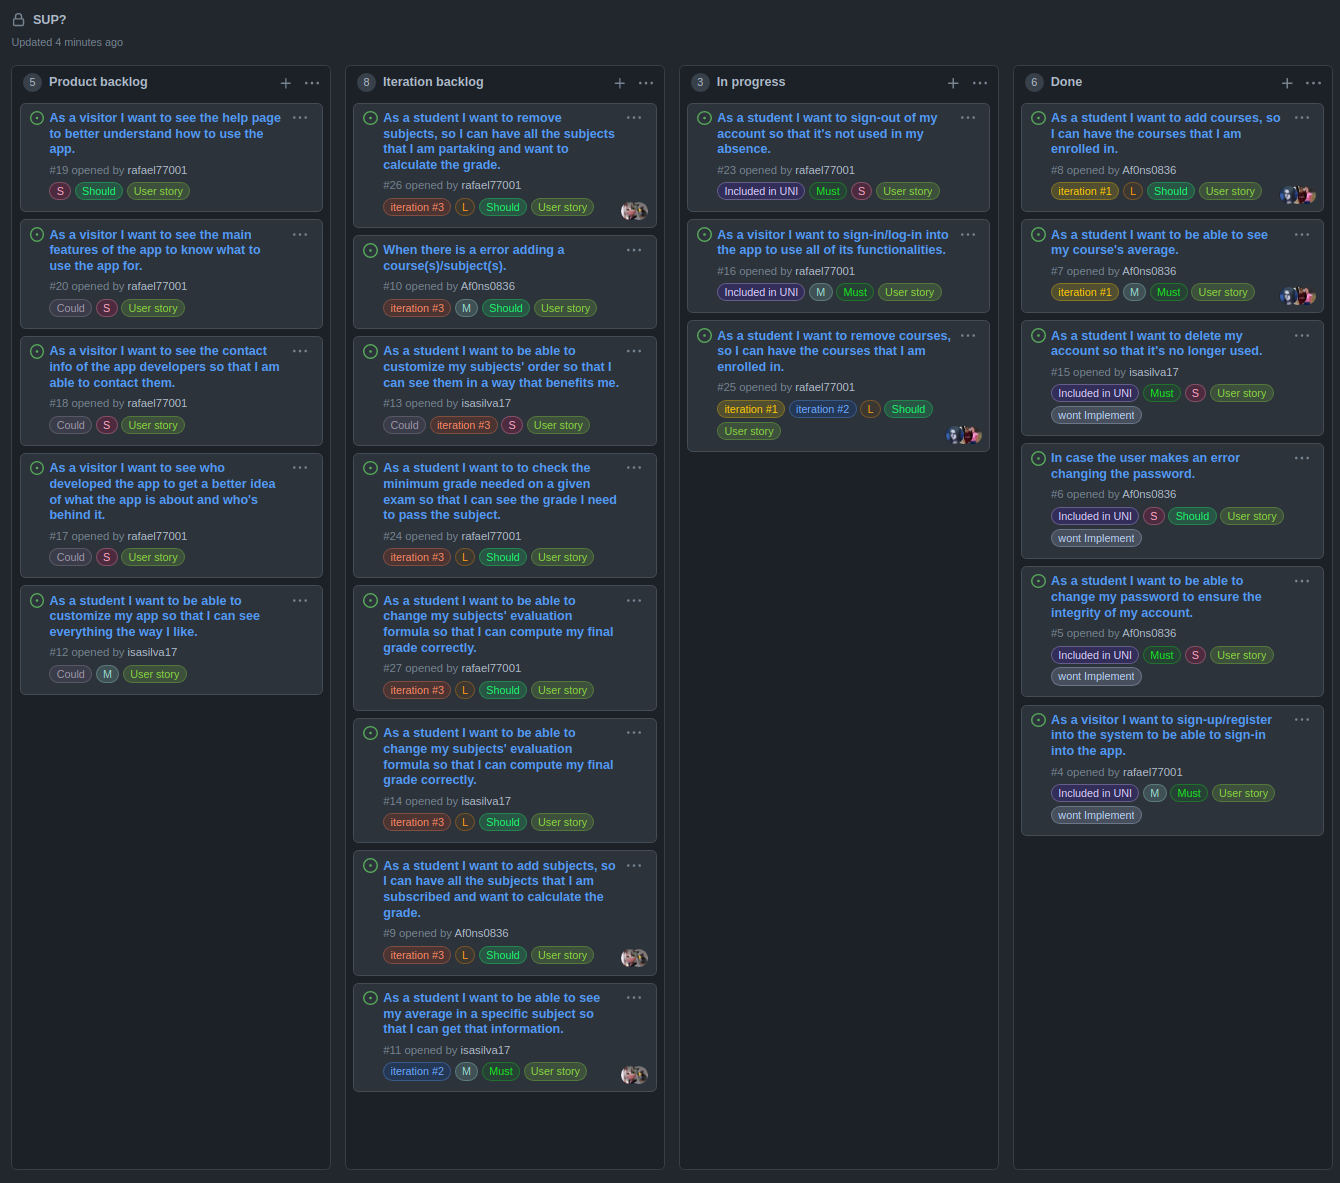 SUP?
Updated 4 minutes ago
5 Product backlog
As a visitor I want to see the help page
to better understand how to use the
app.
#19 opened by rafael77001
S Should User story
As a visitor I want to see the main
features of the app to know what to
use the app for.
#20 opened by rafael77001
Could S User story
As a visitor I want to see the contact
info of the app developers so that I am
able to contact them.
#18 opened by rafael77001
Could S User story
As a visitor I want to see who
developed the app to get a better idea
of what the app is about and who's
behind it.
#17 opened by rafael77001
Could S User story
As a student I want to be able to
customize my app so that I can see
everything the way I like.
#12 opened by isasilva17
Could M User story
8 Iteration backlog
As a student I want to remove
subjects, so I can have all the subjects
that I am partaking and want to
calculate the grade.
#26 opened by rafael77001
iteration #3 L Should User story
When there is a error adding a
course(s)/subject(s).
#10 opened by Af0ns0836
iteration #3 M Should User story
As a student I want to be able to
customize my subjects' order so that I
can see them in a way that benefits me.
#13 opened by isasilva17
Could iteration #3 S User story
As a student I want to to check the
minimum grade needed on a given
exam so that I can see the grade I need
to pass the subject.
#24 opened by rafael77001
iteration #3 L Should User story
As a student I want to be able to
change my subjects' evaluation
formula so that I can compute my final
grade correctly.
#27 opened by rafael77001
iteration #3 L Should User story
As a student I want to be able to
change my subjects' evaluation
formula so that I can compute my final
grade correctly.
#14 opened by isasilva17
iteration #3 L Should User story
As a student I want to add subjects, so
I can have all the subjects that I am
subscribed and want to calculate the
grade.
#9 opened by Af0ns0836
iteration #3 L Should User story
As a student I want to be able to see
my average in a specific subject so
that I can get that information.
#11 opened by isasilva17
iteration #2 M Must User story
3 In progress
As a student I want to sign-out of my
account so that it's not used in my
absence.
#23 opened by rafael77001
Included in UNI Must S User story
As a visitor I want to sign-in/log-in into
the app to use all of its functionalities.
#16 opened by rafael77001
Included in UNI M Must User story
As a student I want to remove courses,
so I can have the courses that I am
enrolled in.
#25 opened by rafael77001
iteration #1 iteration #2 L Should
User story
6 Done
As a student I want to add courses, so
I can have the courses that I am
enrolled in.
#8 opened by Af0ns0836
iteration #1 L Should User story
As a student I want to be able to see
my course's average.
#7 opened by Af0ns0836
iteration #1 M Must User story
As a student I want to delete my
account so that it's no longer used.
#15 opened by isasilva17
Included in UNI Must S User story
wont Implement
In case the user makes an error
changing the password.
#6 opened by Af0ns0836
Included in UNI S Should User story
wont Implement
As a student I want to be able to
change my password to ensure the
integrity of my account.
#5 opened by Af0ns0836
Included in UNI Must S User story
wont Implement
As a visitor I want to sign-up/register
into the system to be able to sign-in
into the app.
#4 opened by rafael77001
Included in UNI M Must User story
wont Implement